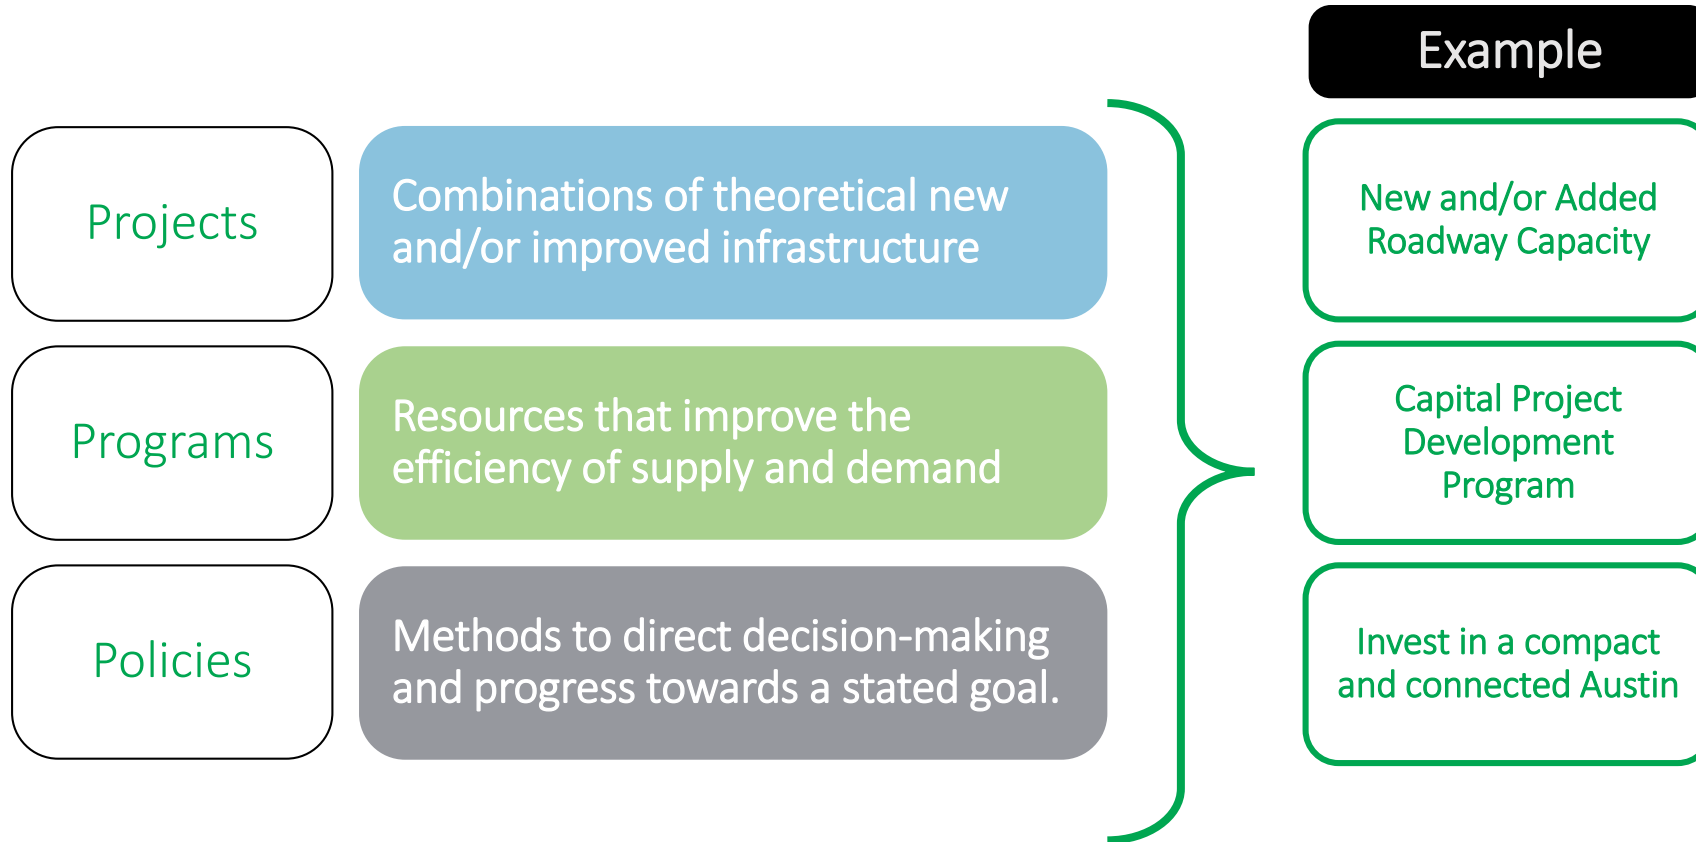 Example
Projects
Combinations of theoretical new
and/or improved infrastructure
New and/or Added
Roadway Capacity
Programs
Resources that improve the
efficiency of supply and demand
Capital Project
Development
Program
Policies
Methods to direct decision-making
and progress towards a stated goal.
Invest in a compact
and connected Austin